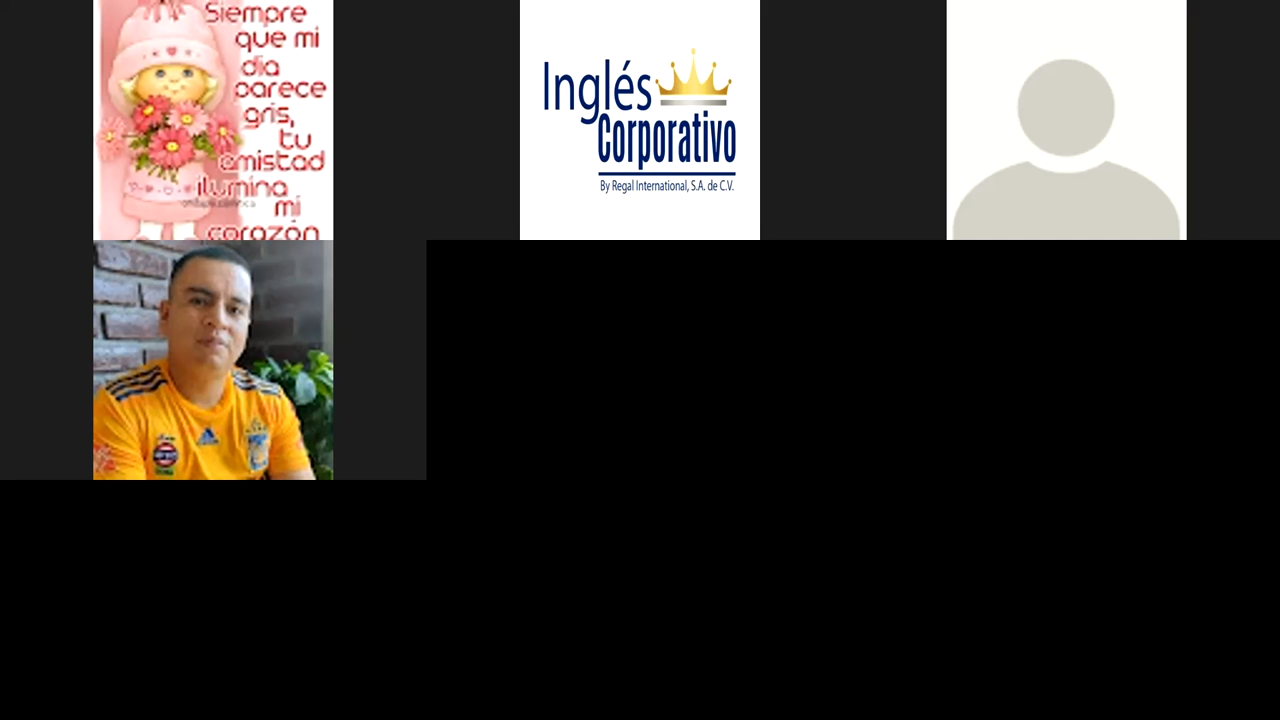 Siempre
que mi
dia
parece
gris,
tu
amistad
ilumina
mi
corazón
Inglés
Corporativo
By Regal International, S.A. de C.V.